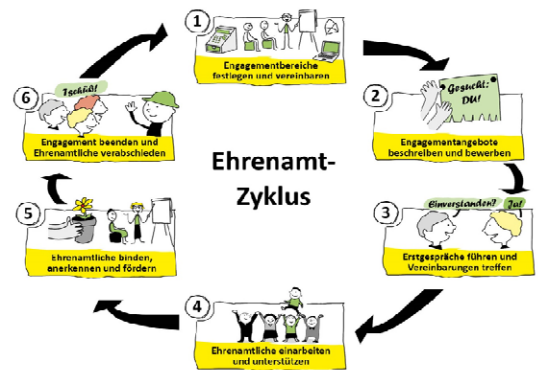 Ehrenamt-
Zyklus
1
Engagementbereiche
festlegen und vereinbaren
2
Gesucht:
DU!
Engagementangebote
beschreiben und bewerben
3
Einverstanden?
Ja!
Erstgespräche führen und
Vereinbarungen treffen
4
Ehrenamtliche einarbeiten
und unterstützen
5
Ehrenamtliche binden,
anerkennen und fördern
6
Tschüß!
Engagement beenden und
Ehrenamtliche verabschieden